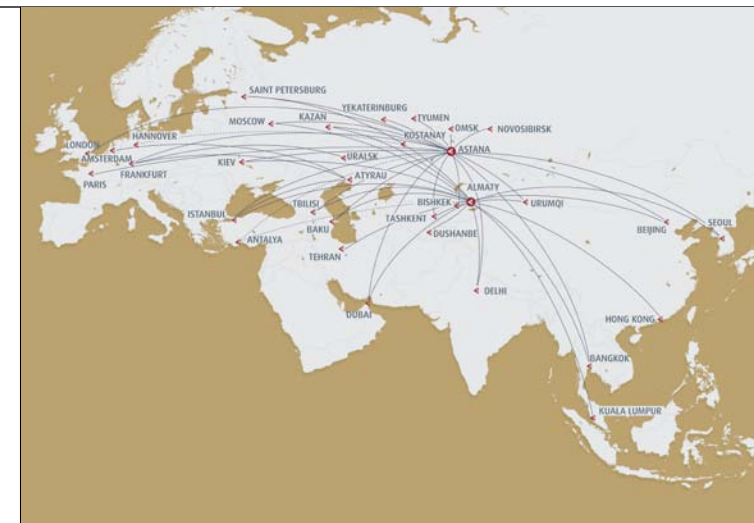 SAINT PETERSBURG
YEKATERINBURG
TYUMEN
MOSCOW
KAZAN
OMSK
NOVOSIBIRSK
HANNOVER
KOSTANAY
LONDON
ASTANA
AMSTERDAM
KIEV
URALSK
PARIS
FRANKFURT
ATYRAU
ALMATY
BISHKEK
URUMQI
ISTANBUL
TBILISI
TASHKENT
SEOUL
BAKU
BEIJING
DUSHANBE
ANTALYA
TEHRAN
DELHI
DUBAI
HONG KONG
BANGKOK
KUALA LUMPUR